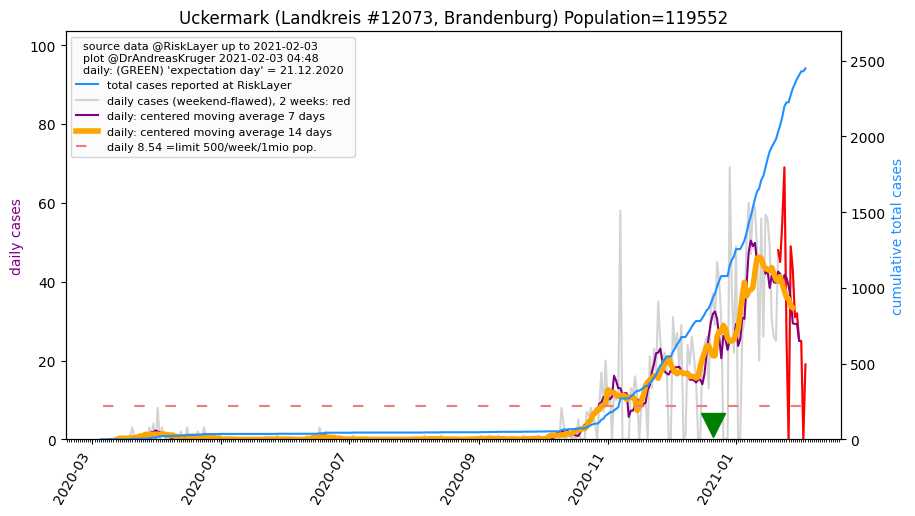 Uckermark (Landkreis #12073, Brandenburg) Population=119552
source data @RiskLayer up to 2021-02-03
plot @DrAndreasKruger 2021-02-03 04:48
daily: (GREEN) 'expectation day' = 21.12.2020
total cases reported at RiskLayer
daily cases (weekend-flawed), 2 weeks: red
daily: centered moving average 7 days
daily: centered moving average 14 days
daily 8.54 =limit 500/week/1mio pop.
daily cases
100
80
60
40
20
0
cumulative total cases
2500
2000
1500
1000
500
0
2020-03
2020-05
2020-07
2020-09
2020-11
2021-01